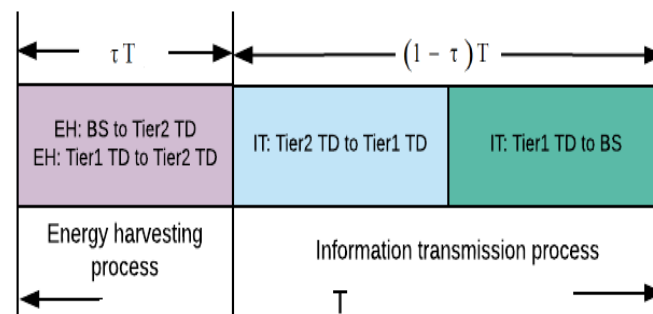 τT
(1 - τ)T
EH: BS to Tier2 TD
EH: Tier1 TD to Tier2 TD
IT: Tier2 TD to Tier1 TD
IT: Tier1 TD to BS
Energy harvesting
process
Information transmission process
T